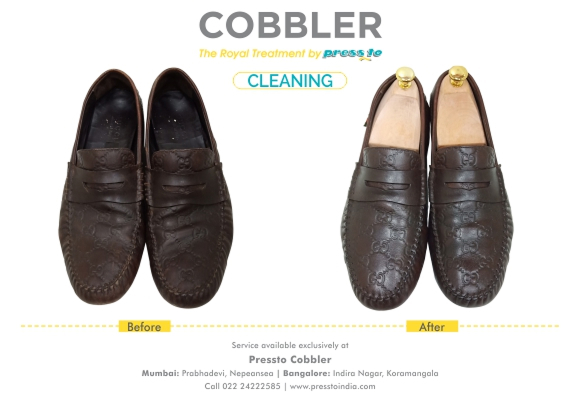 COBBLER
The Royal Treatment by pressto
CLEANING
Before
After
Service available exclusively at
Pressto Cobbler
Mumbai: Prabhadevi, Nepeansea | Bangalore: Indira Nagar, Koramangala
Call 022 24222585 | www.presstoindia.com